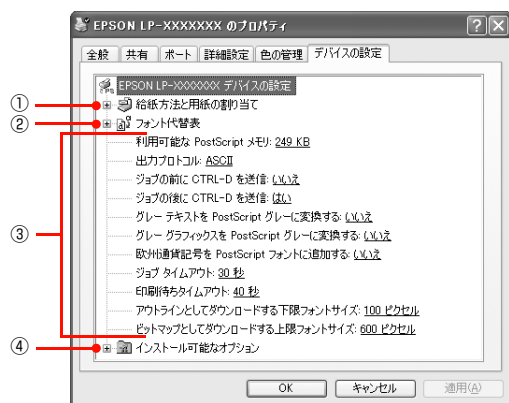 EPSON LP-XXXXXXX のプロパティ
全般 共有 ポート 詳細設定 色の管理 デバイスの設定
EPSON LP-XXXXXXX デバイスの設定
① 給紙方法と用紙の割り当て
② フォント代替表
③
利用可能な PostScript メモリ: 249 KB
出力プロトコル: ASCII
ジョブの前に CTRL-D を送信: いいえ
ジョブの後に CTRL-D を送信: はい
グレー テキストを PostScript グレーに変換する: いいえ
グレー グラフィックスを PostScript グレーに変換する: いいえ
欧州通貨記号を PostScript フォントに追加する: いいえ
ジョブ タイムアウト: 30 秒
印刷待ちタイムアウト: 40 秒
アウトラインとしてダウンロードする下限フォントサイズ: 100 ピクセル
ビットマップとしてダウンロードする上限フォントサイズ: 600 ピクセル
④ インストール可能なオプション
OK キャンセル 適用(A)